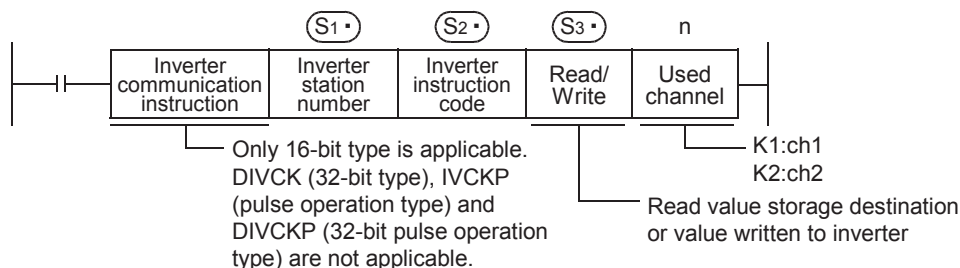 S1· S2· S3· n
Inverter communication instruction
Inverter station number
Inverter instruction code
Read/ Write
Used channel
Only 16-bit type is applicable.
DIVCK (32-bit type), IVCKP
(pulse operation type) and
DIVCKP (32-bit pulse operation
type) are not applicable.
K1:ch1
K2:ch2
Read value storage destination
or value written to inverter